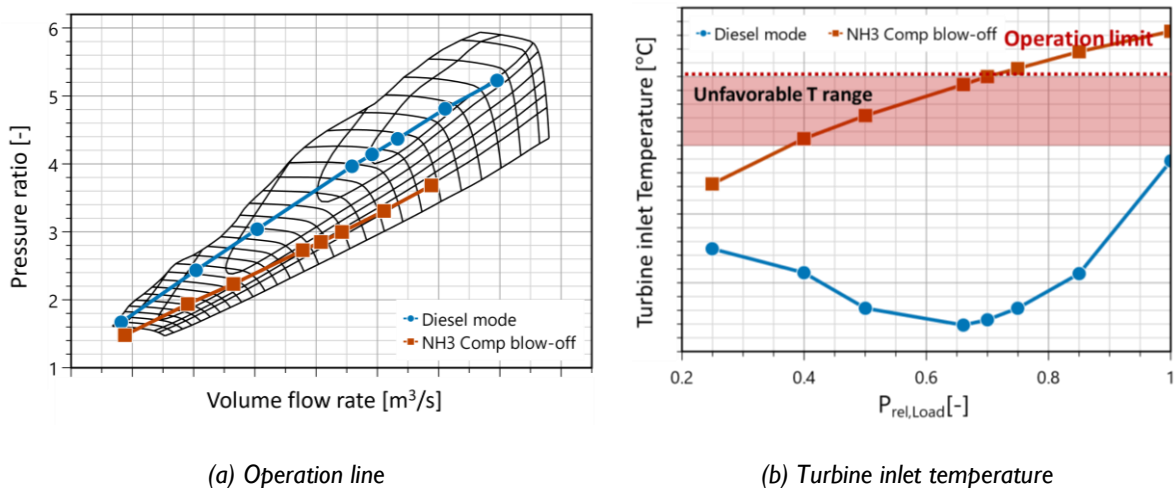 6
5
4
3
2
1
Pressure ratio [-]
Diesel mode
NH3 Comp blow-off
Volume flow rate [m³/s]
(a) Operation line
Turbine inlet Temperature [°C]
Diesel mode NH3 Comp blow-off
Operation limit
Unfavorable T range
0.2 0.4 0.6 0.8 1
P_rel,Load[-]
(b) Turbine inlet temperature